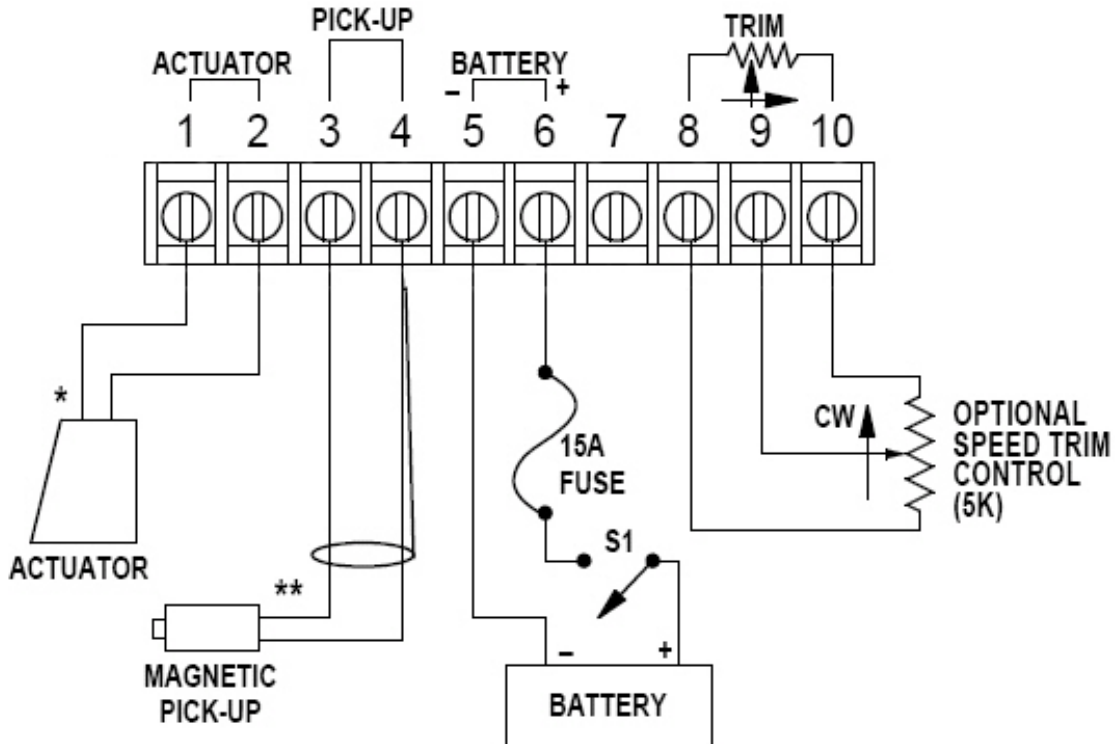 PICK-UP
TRIM
ACTUATOR
BATTERY
– +
1 2 3 4 5 6 7 8 9 10
*
15A
FUSE
CW
OPTIONAL
SPEED TRIM
CONTROL
(5K)
S1
ACTUATOR
**
MAGNETIC
PICK-UP
– +
BATTERY